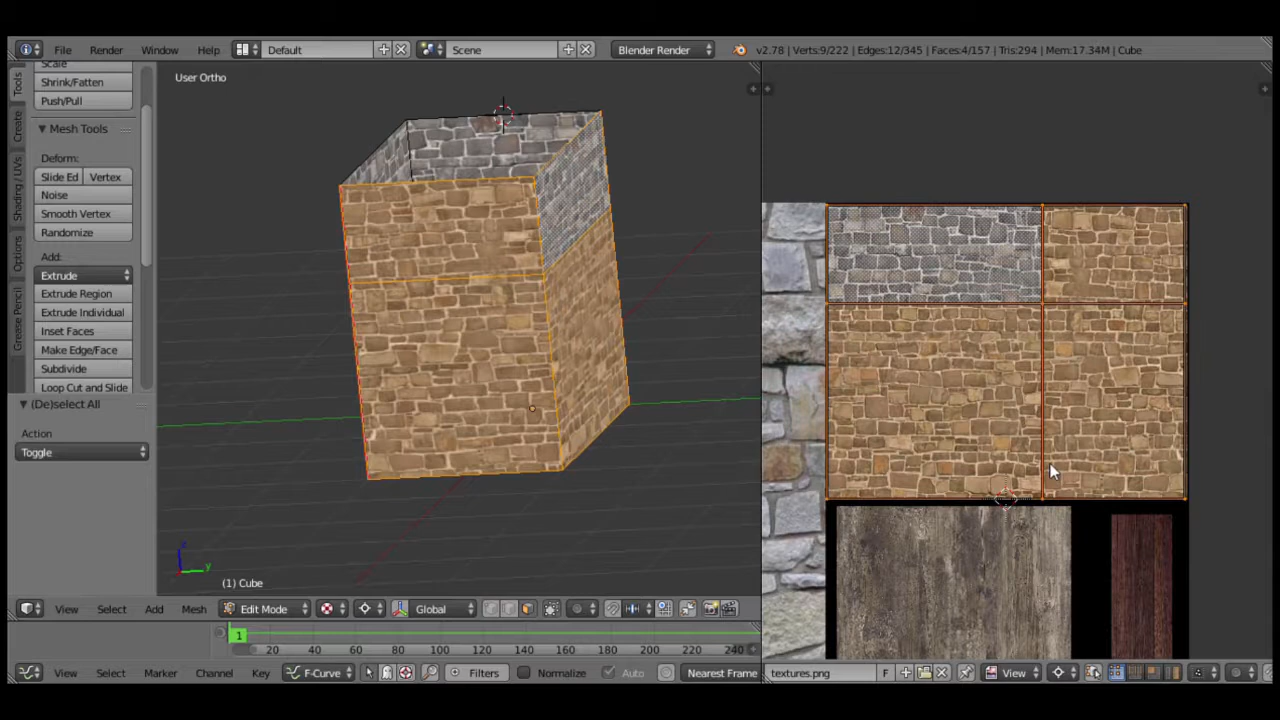 File Render Window Help Default Scene Blender Render v2.78 | Verts:9/222 | Edges:12/345 | Faces:4/157 | Tris:294 | Mem:17.34M | Cube
Tools
Create
Shading / UVs
Options
Grease Pencil
Shrink/Fatten
Push/Pull
Mesh Tools
Deform:
Slide Ed Vertex
Noise
Smooth Vertex
Randomize
Add:
Extrude
Extrude Region
Extrude Individual
Inset Faces
Make Edge/Face
Subdivide
Loop Cut and Slide
(De)select All
Action
Toggle
User Ortho
z
y
(1) Cube
View Select Add Mesh Edit Mode Global
1
20 40 60 80 100 120 140 160 180 200 220 240
View Select Marker Channel Key F-Curve Filters Normalize Auto Nearest Frame
textures.png F View